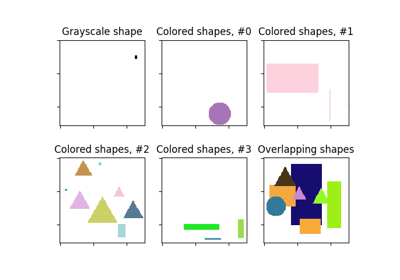 Grayscale shape
Colored shapes, #0
Colored shapes, #1
Colored shapes, #2
Colored shapes, #3
Overlapping shapes